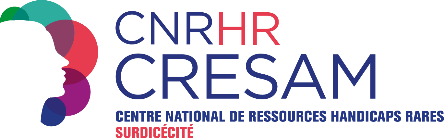 CNRHR
CRESAM
CENTRE NATIONAL DE RESSOURCES HANDICAPS RARES
SURDICÉCITÉ